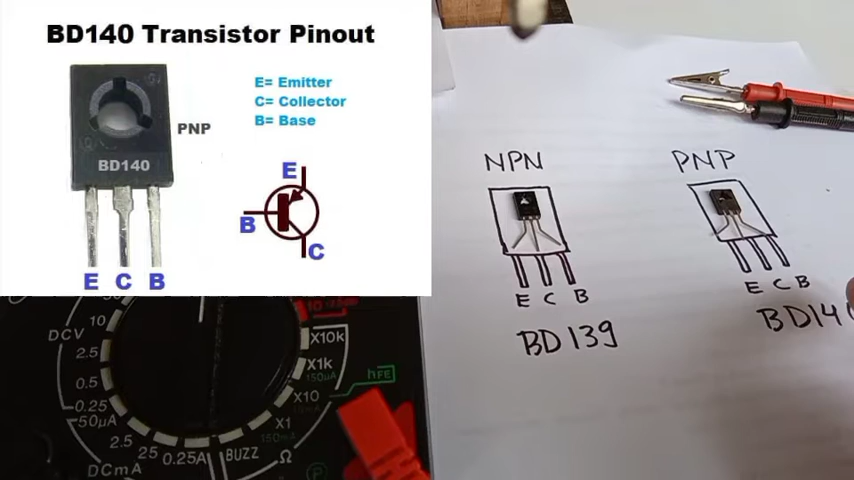 BD140 Transistor Pinout
E= Emitter
C= Collector
B= Base
PNP
BD140
E
B
C
E C B
NPN
PNP
E C B
E C B
BD139
BD140
DCV
10
2.5
0.5
0.25
50µA
2.5
25
0.25A
DCmA
BUZZ
Ω
X10k
X1k
150µA
hFE
X10
X1
150mA
P